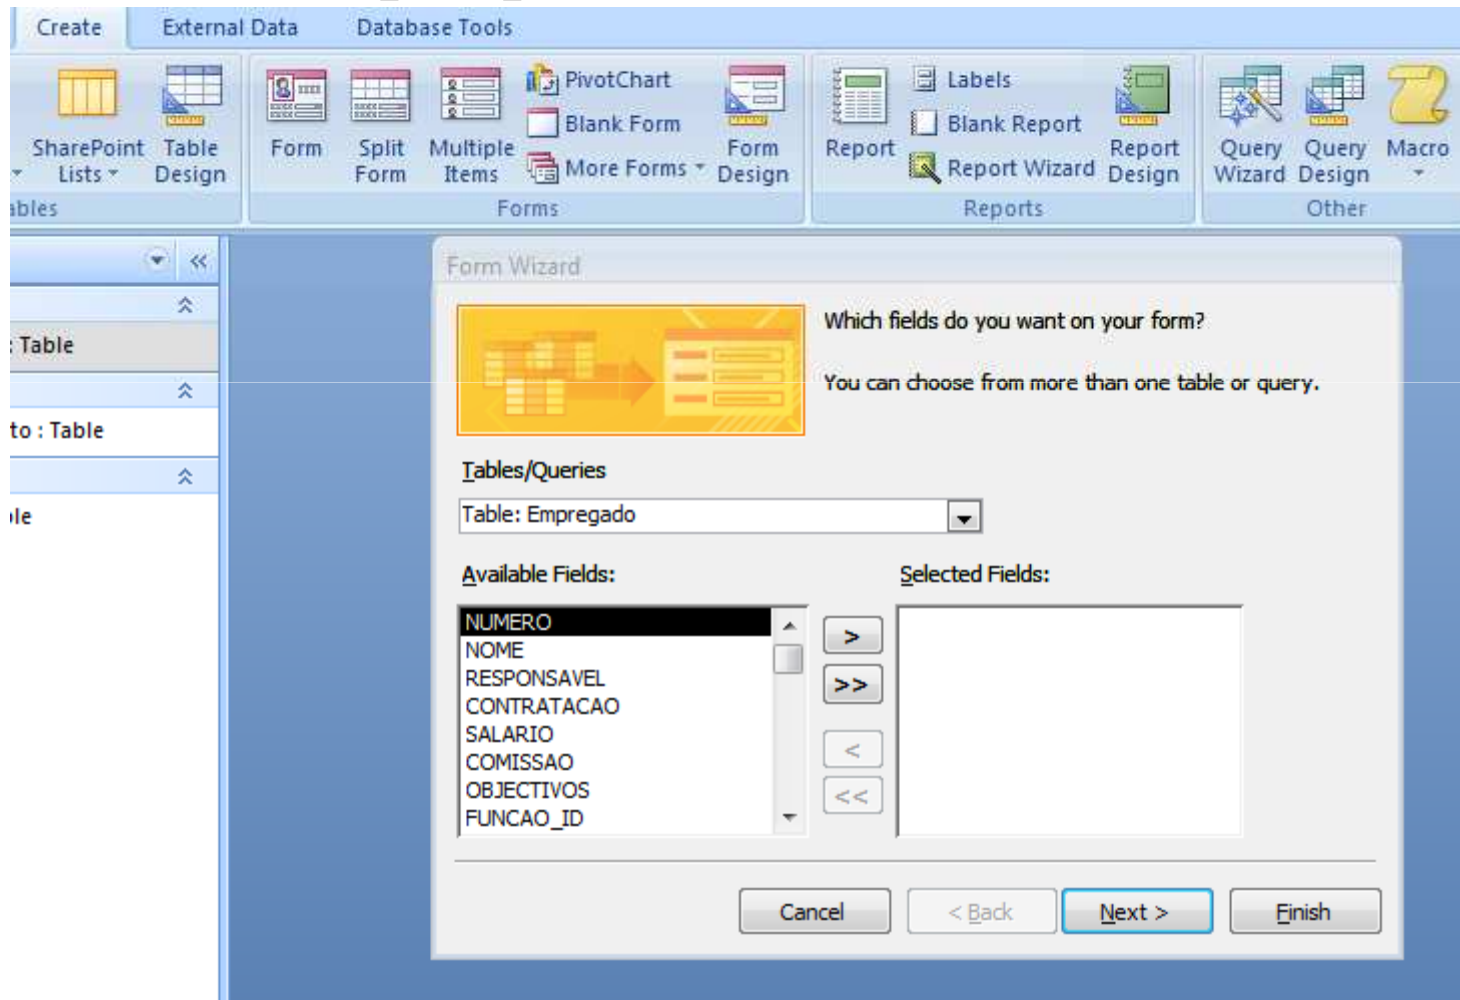 Create External Data Database Tools
SharePoint Lists
Table Design
Form
Split Form
Multiple Items
PivotChart
Blank Form
More Forms
Form Design
Report
Labels
Blank Report
Report Wizard
Report Design
Query Wizard
Query Design
Macro
Forms
Reports
Other
Form Wizard
: Table
to : Table
Which fields do you want on your form?
You can choose from more than one table or query.
Tables/Queries
Table: Empregado
Available Fields:
Selected Fields:
NUMERO
NOME
RESPONSAVEL
CONTRATACAO
SALARIO
COMISSAO
OBJECTIVOS
FUNCAO_ID
>
>>
<
<<
Cancel
< Back
Next >
Finish